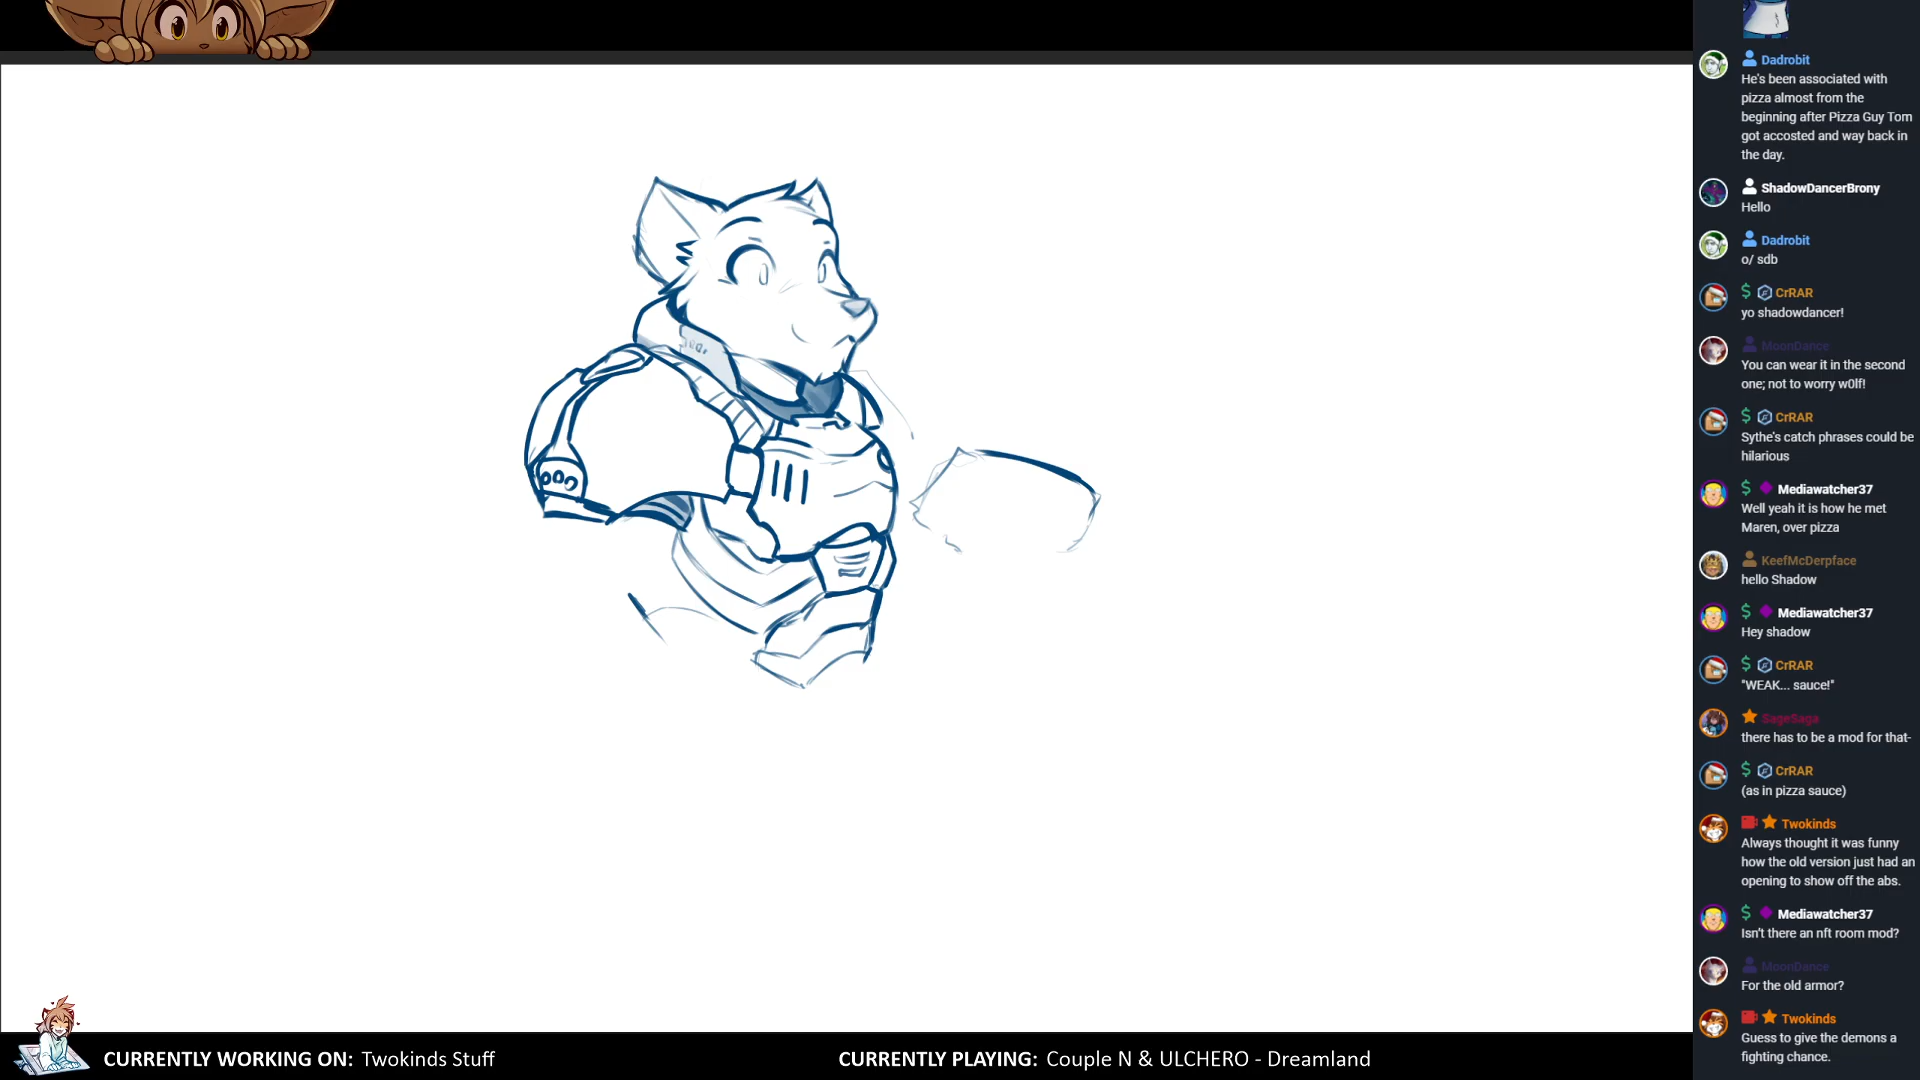 Dadrobit
He's been associated with
pizza almost from the
beginning after Pizza Guy Tom
got accosted and way back in
the day.
ShadowDancerBrony
Hello
Dadrobit
o/ sdb
CrRAR
yo shadowdancer!
MoonDance
You can wear it in the second
one; not to worry w0lf!
CrRAR
Sythe's catch phrases could be
hilarious
Mediawatcher37
Well yeah it is how he met
Maren, over pizza
KeefMcDerpface
hello Shadow
Mediawatcher37
Hey shadow
CrRAR
"WEAK... sauce!"
SageSaga
there has to be a mod for that-
CrRAR
(as in pizza sauce)
Twokinds
Always thought it was funny
how the old version just had an
opening to show off the abs.
Mediawatcher37
Isn't there an nft room mod?
MoonDance
For the old armor?
Twokinds
Guess to give the demons a
fighting chance.
CURRENTLY WORKING ON: Twokinds Stuff
CURRENTLY PLAYING: Couple N & ULCHERO - Dreamland